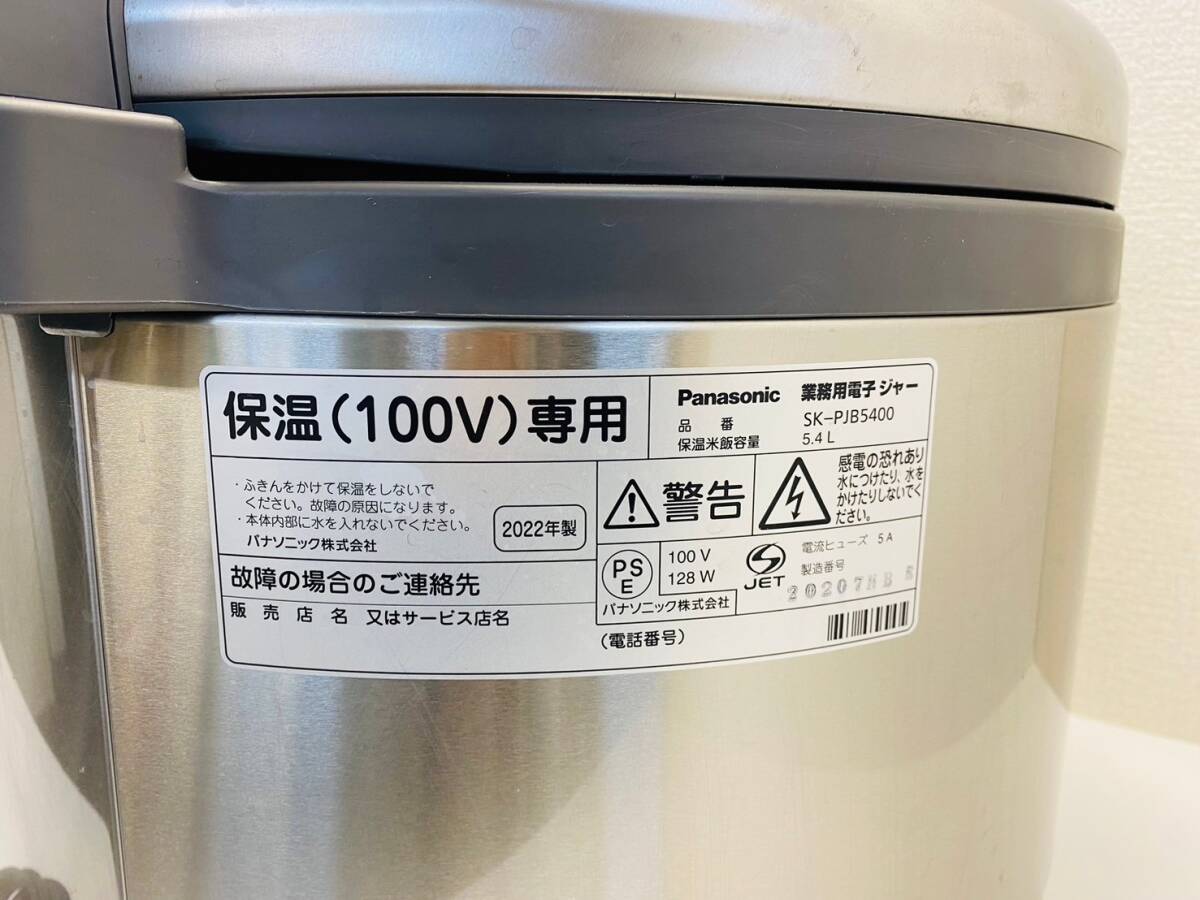 保温(100V)専用
Panasonic 業務用電子ジャー
品番 SK-PJB5400
保温米飯容量 5.4 L
・ふきんをかけて保温をしないで
ください。故障の原因になります。
・本体内部に水を入れないでください。
パナソニック株式会社
2022年製
警告
感電の恐れあり
水につけたり、水を
かけたりしないでく
ださい。
故障の場合のご連絡先
販売店名 又はサービス店名
(電話番号)
PS
E
100 V
128 W
パナソニック株式会社
JET
電流ヒューズ 5A
製造番号